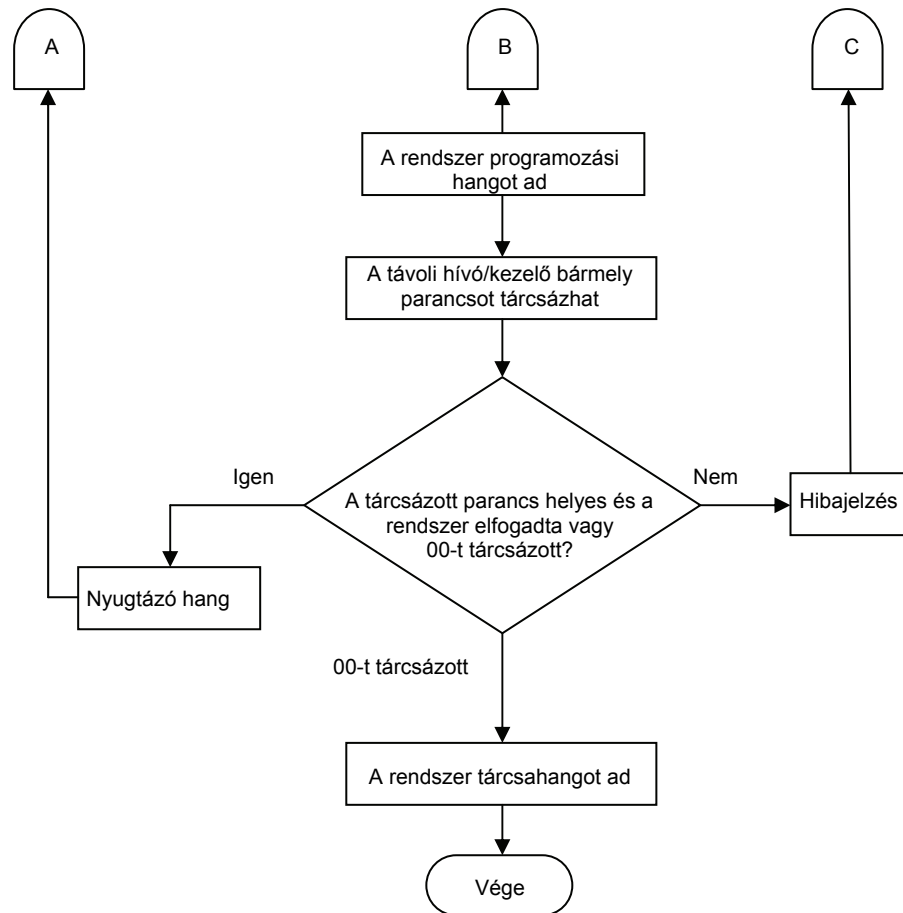 A
B
C
A rendszer programozási
hangot ad
A távoli hívó/kezelő bármely
parancsot tárcsázhat
Igen
Nem
A tárcsázott parancs helyes és a
rendszer elfogadta vagy
00-t tárcsázott?
Hibajelzés
Nyugtázó hang
00-t tárcsázott
A rendszer tárcsahangot ad
Vége